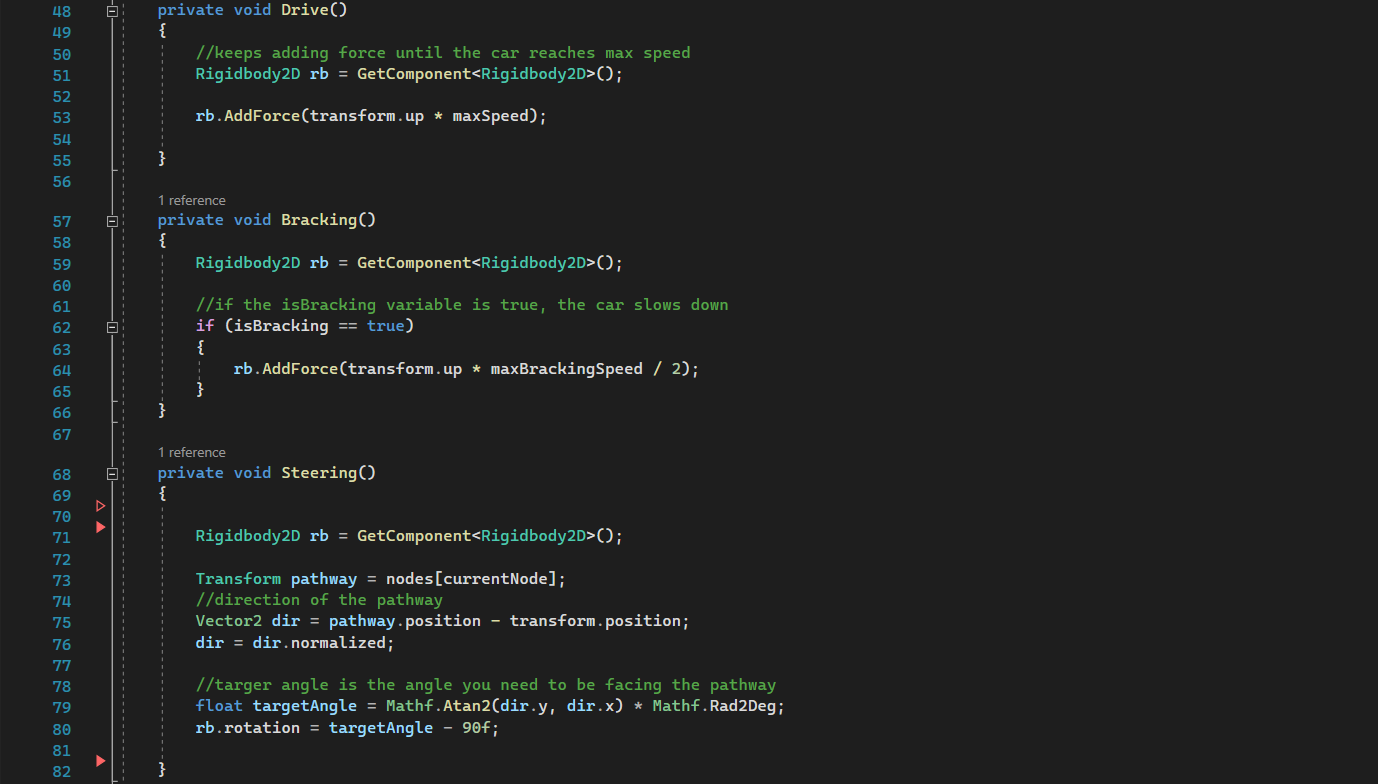 48 private void Drive()
49 {
50 //keeps adding force until the car reaches max speed
51 Rigidbody2D rb = GetComponent<Rigidbody2D>();
52
53 rb.AddForce(transform.up * maxSpeed);
54
55 }
56
1 reference
57 private void Bracking()
58 {
59 Rigidbody2D rb = GetComponent<Rigidbody2D>();
60
61 //if the isBracking variable is true, the car slows down
62 if (isBracking == true)
63 {
64 rb.AddForce(transform.up * maxBrackingSpeed / 2);
65 }
66 }
67
1 reference
68 private void Steering()
69 {
70
71 Rigidbody2D rb = GetComponent<Rigidbody2D>();
72
73 Transform pathway = nodes[currentNode];
74 //direction of the pathway
75 Vector2 dir = pathway.position - transform.position;
76 dir = dir.normalized;
77
78 //targer angle is the angle you need to be facing the pathway
79 float targetAngle = Mathf.Atan2(dir.y, dir.x) * Mathf.Rad2Deg;
80 rb.rotation = targetAngle - 90f;
81
82 }